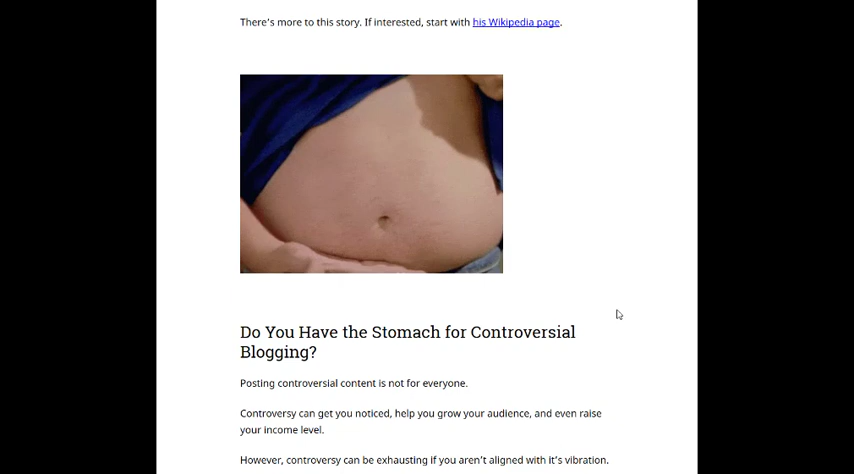 There's more to this story. If interested, start with his Wikipedia page.
Do You Have the Stomach for Controversial
Blogging?
Posting controversial content is not for everyone.
Controversy can get you noticed, help you grow your audience, and even raise
your income level.
However, controversy can be exhausting if you aren't aligned with it's vibration.